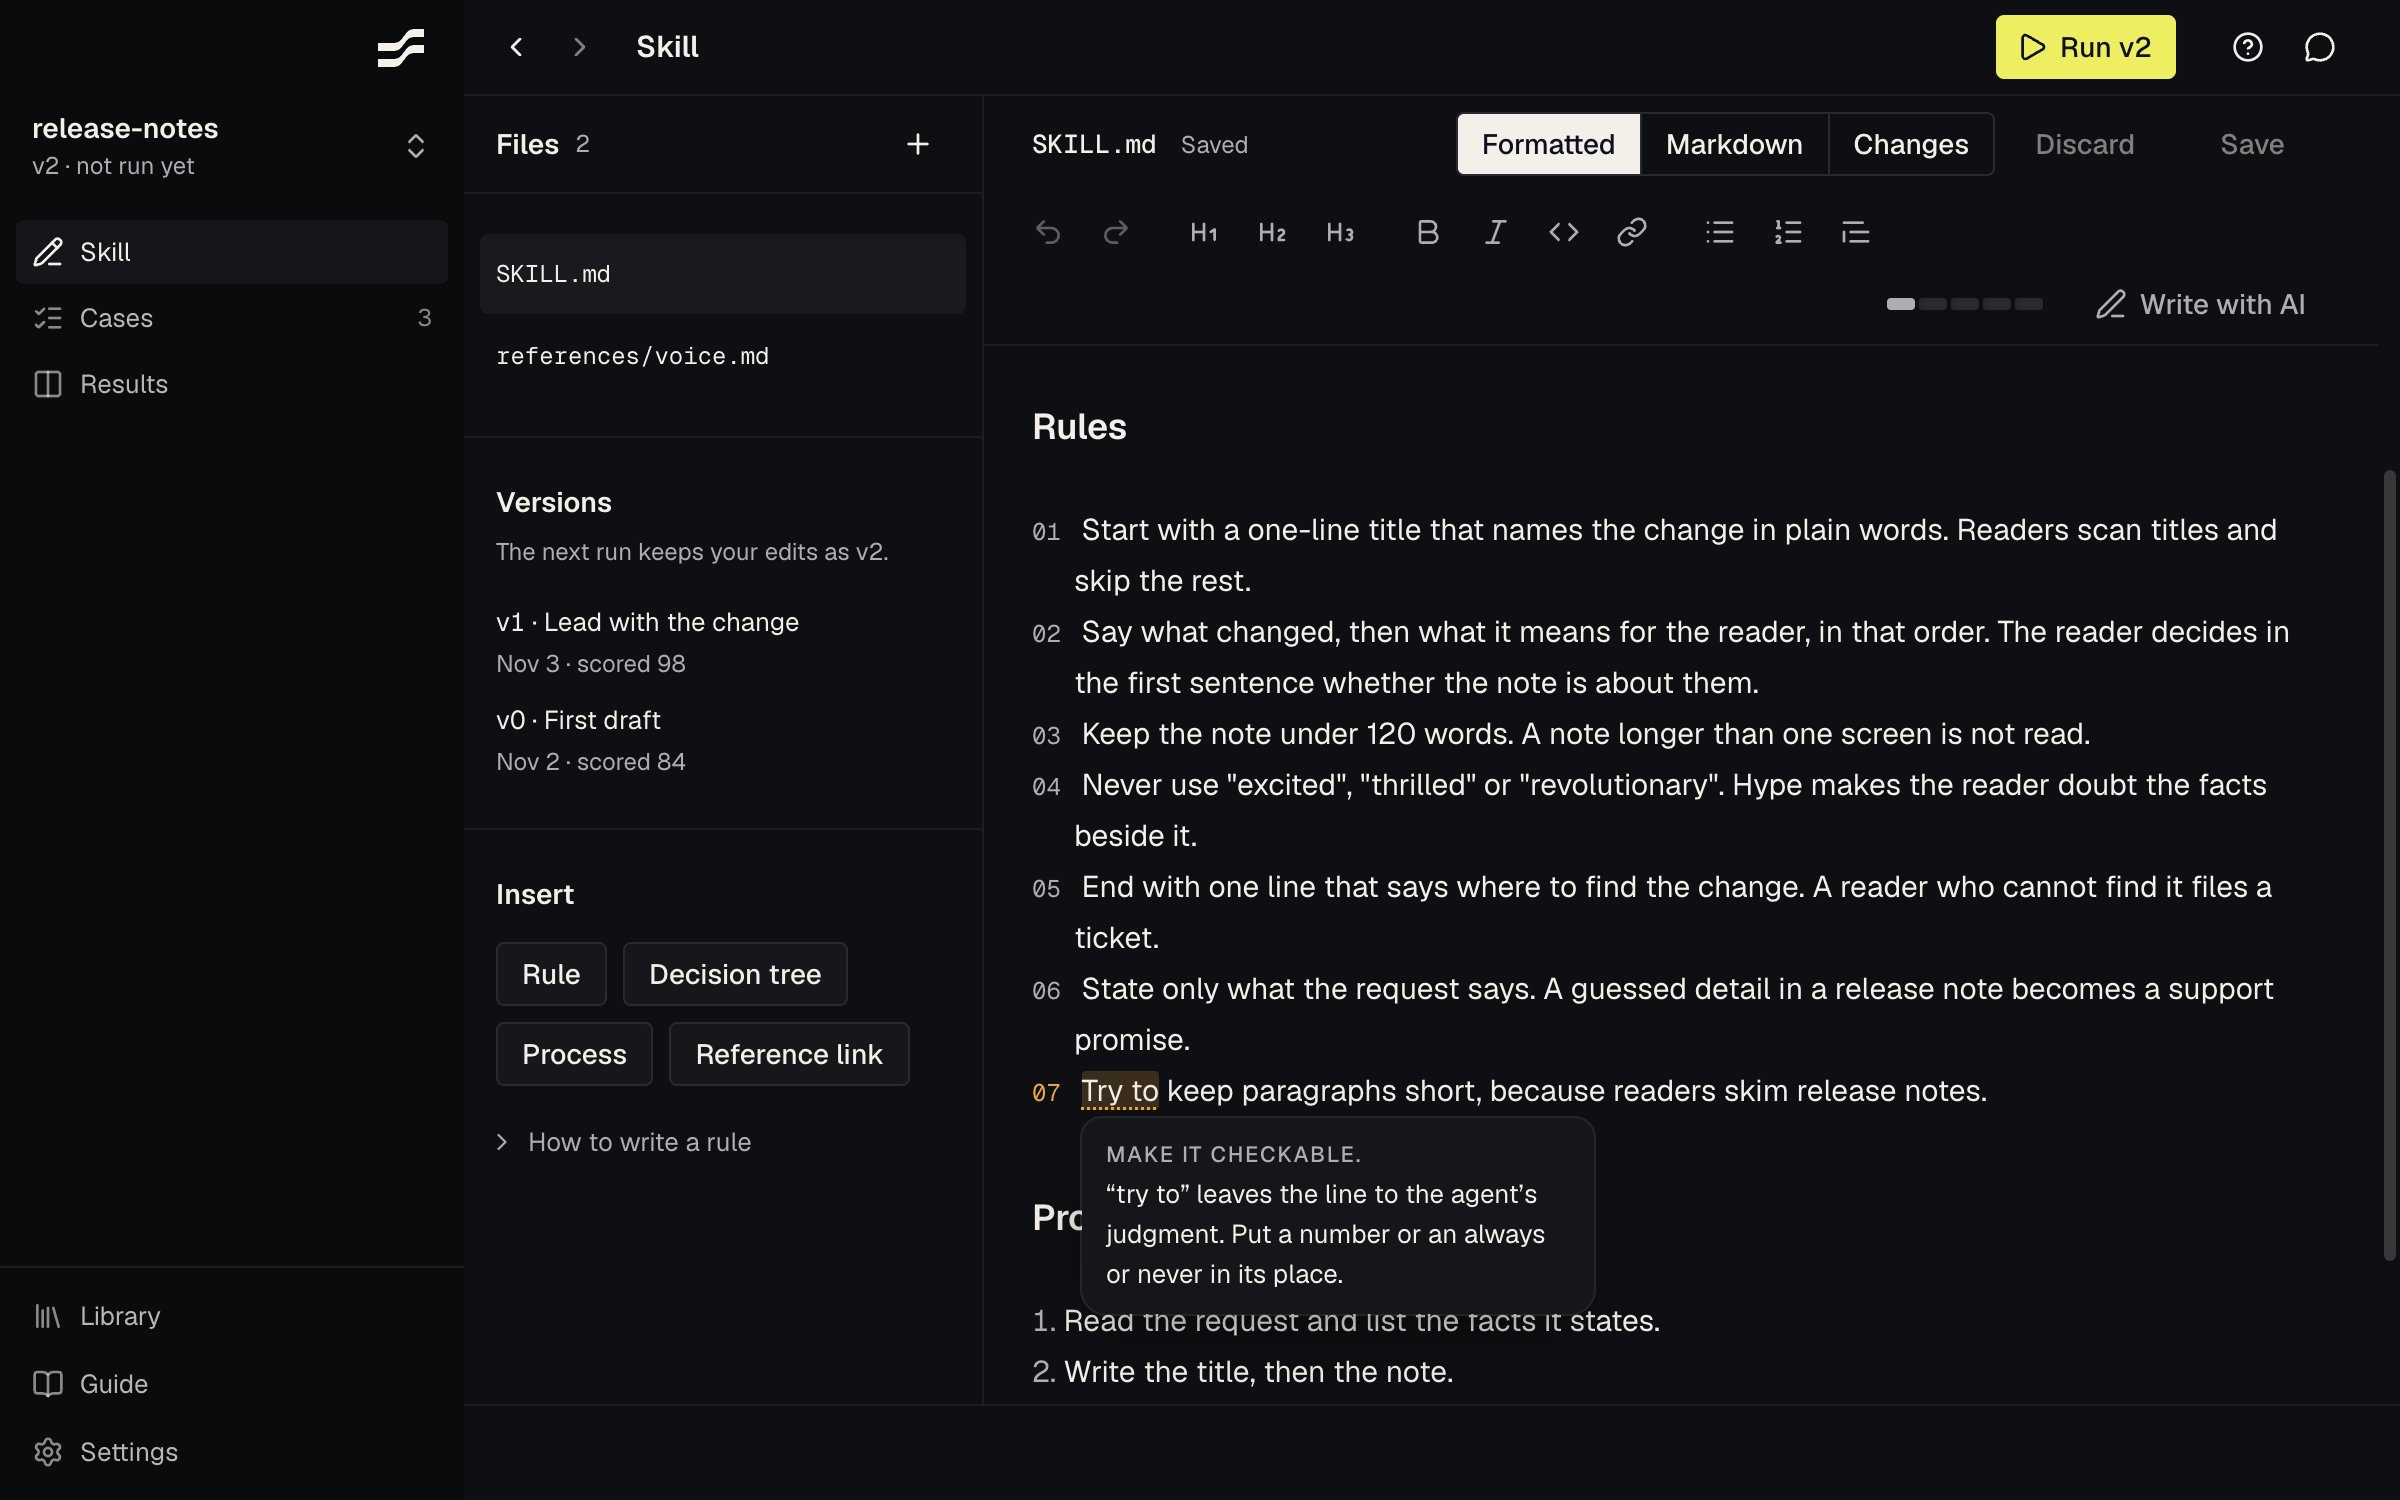 Skill
Run v2
release-notes
v2 · not run yet
Skill
Cases 3
Results
Library
Guide
Settings
Files 2
SKILL.md
references/voice.md
Versions
The next run keeps your edits as v2.
v1 · Lead with the change
Nov 3 · scored 98
v0 · First draft
Nov 2 · scored 84
Insert
Rule
Decision tree
Process
Reference link
How to write a rule
SKILL.md Saved
Formatted
Markdown
Changes
Discard
Save
H1 H2 H3
Write with AI
Rules
01 Start with a one-line title that names the change in plain words. Readers scan titles and
skip the rest.
02 Say what changed, then what it means for the reader, in that order. The reader decides in
the first sentence whether the note is about them.
03 Keep the note under 120 words. A note longer than one screen is not read.
04 Never use "excited", "thrilled" or "revolutionary". Hype makes the reader doubt the facts
beside it.
05 End with one line that says where to find the change. A reader who cannot find it files a
ticket.
06 State only what the request says. A guessed detail in a release note becomes a support
promise.
07 Try to keep paragraphs short, because readers skim release notes.
MAKE IT CHECKABLE.
“try to” leaves the line to the agent’s
judgment. Put a number or an always
or never in its place.
1. Read the request and list the facts it states.
2. Write the title, then the note.